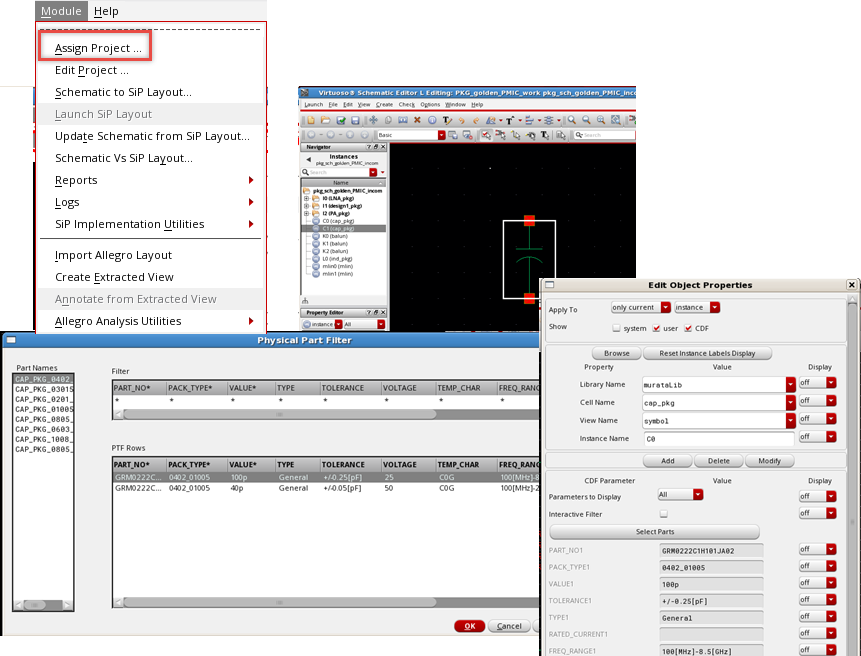 Module Help
Assign Project ...
Edit Project ...
Schematic to SiP Layout...
Launch SiP Layout
Update Schematic from SiP Layout...
Schematic Vs SiP Layout...
Reports
Logs
SiP Implementation Utilities
Import Allegro Layout
Create Extracted View
Annotate from Extracted View
Allegro Analysis Utilities
Virtuoso® Schematic Editor L Editing: PKG_golden_PMIC_work pkg_sch_golden_PMIC_inco
Launch File Edit View Create Check Options Window Help
Basic
Search
Navigator
Instances
pkg_sch_golden_PMIC_incom
Search
Name
pkg_sch_golden_PMIC_incom
I0 (LNA_pkg)
I1 (design1_pkg)
I2 (PA_pkg)
C0 (cap_pkg)
C1 (cap_pkg)
K0 (balun)
K1 (balun)
K2 (balun)
L0 (ind_pkg)
mlin0 (mlin)
mlin1 (mlin)
Property Editor
instance All
Physical Part Filter
Part Names
CAP_PKG_0402_
CAP_PKG_03015
CAP_PKG_0201_
CAP_PKG_01005
CAP_PKG_0805_
CAP_PKG_0603_
CAP_PKG_1008_
CAP_PKG_0805_
Filter
PART_NO* PACK_TYPE* VALUE* TYPE TOLERANCE VOLTAGE TEMP_CHAR FREQ_RANG
* * * * * * * *
PTF Rows
PART_NO* PACK_TYPE* VALUE* TYPE TOLERANCE VOLTAGE TEMP_CHAR FREQ_RANG
GRM0222C... 0402_01005 100p General +/-0.25[pF] 25 C0G 100[MHz]-8
GRM0222C... 0402_01005 40p General +/-0.05[pF] 50 C0G 100[MHz]-2
OK Cancel
Edit Object Properties
Apply To only current instance
Show system user CDF
Browse Reset Instance Labels Display
Property Value Display
Library Name murataLib off
Cell Name cap_pkg off
View Name symbol off
Instance Name C0 off
Add Delete Modify
CDF Parameter Value Display
Parameters to Display All off
Interactive Filter off
Select Parts
PART_NO1 GRM0222C1H101JA02 off
PACK_TYPE1 0402_01005 off
VALUE1 100p off
TOLERANCE1 +/-0.25[pF] off
TYPE1 General off
RATED_CURRENT1 off
FREQ_RANGE1 100[MHz]-8.5[GHz] off